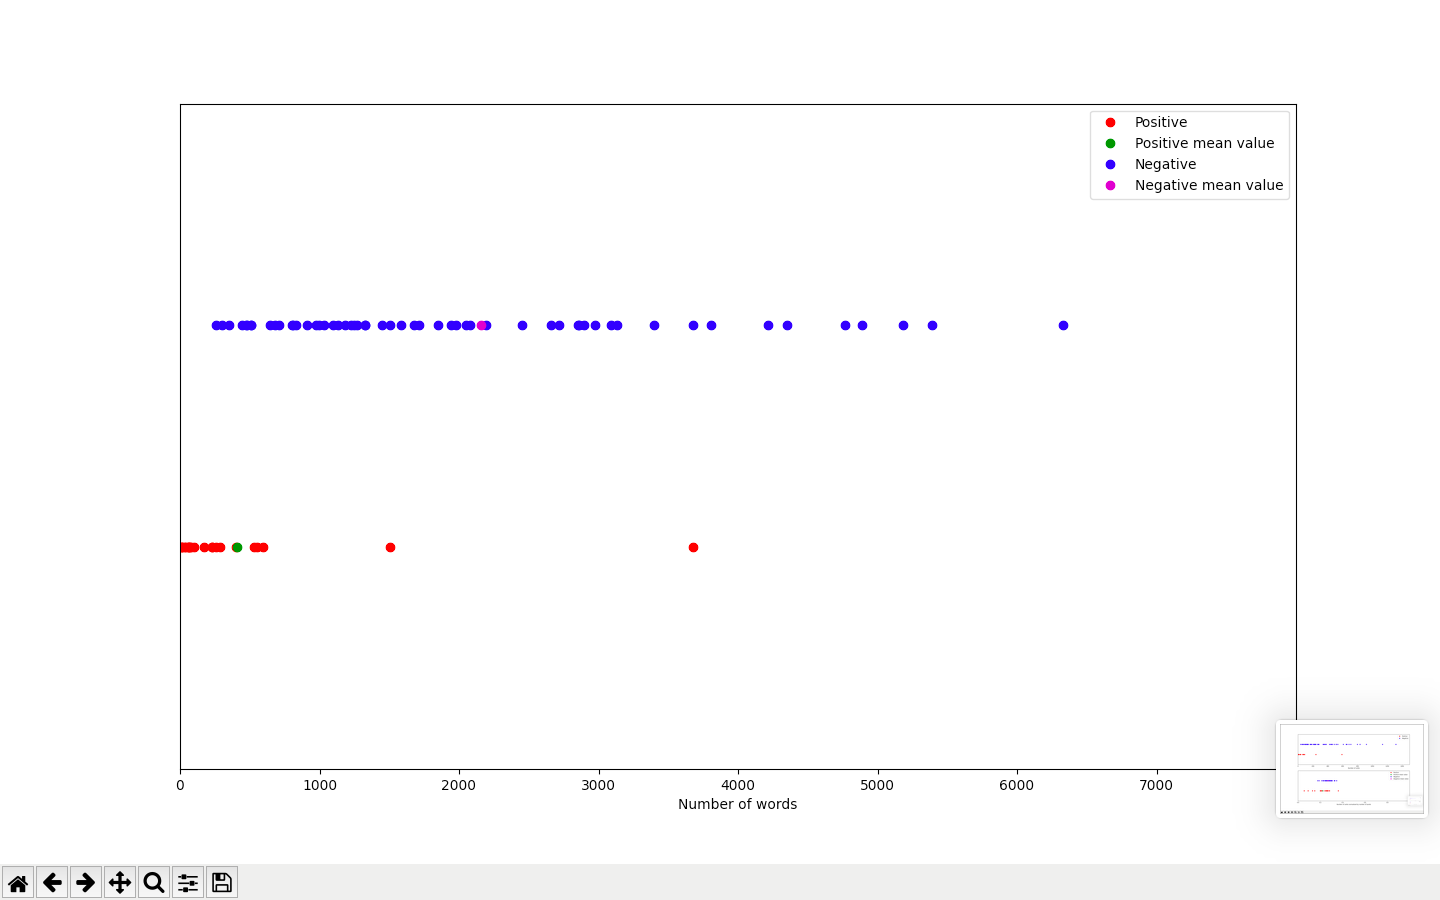 Positive
Positive mean value
Negative
Negative mean value
0 1000 2000 3000 4000 5000 6000 7000
Number of words